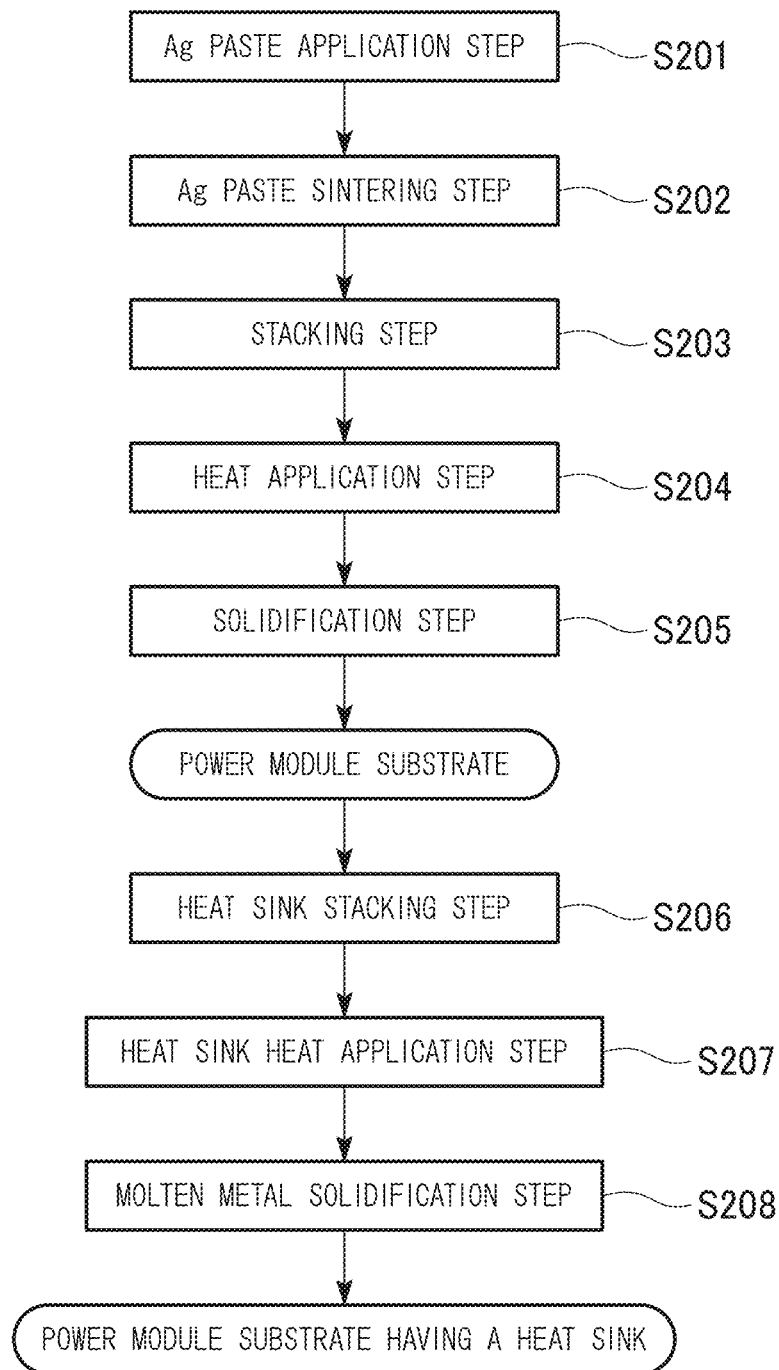 Ag PASTE APPLICATION STEP
S201
Ag PASTE SINTERING STEP
S202
STACKING STEP
S203
HEAT APPLICATION STEP
S204
SOLIDIFICATION STEP
S205
POWER MODULE SUBSTRATE
HEAT SINK STACKING STEP
S206
HEAT SINK HEAT APPLICATION STEP
S207
MOLTEN METAL SOLIDIFICATION STEP
S208
POWER MODULE SUBSTRATE HAVING A HEAT SINK